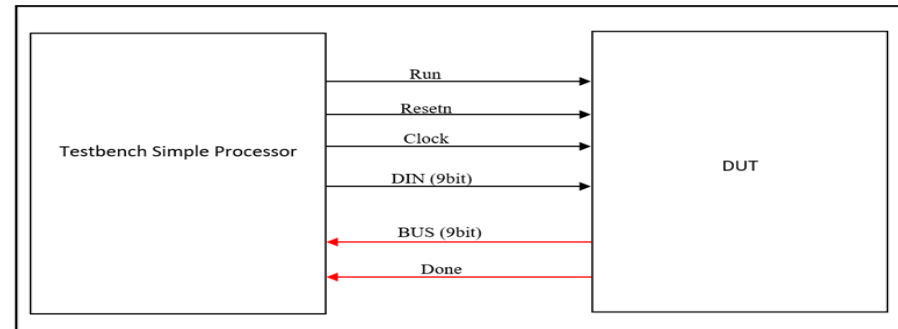 Run
Resetn
Clock
Testbench Simple Processor
DUT
DIN (9bit)
BUS (9bit)
Done